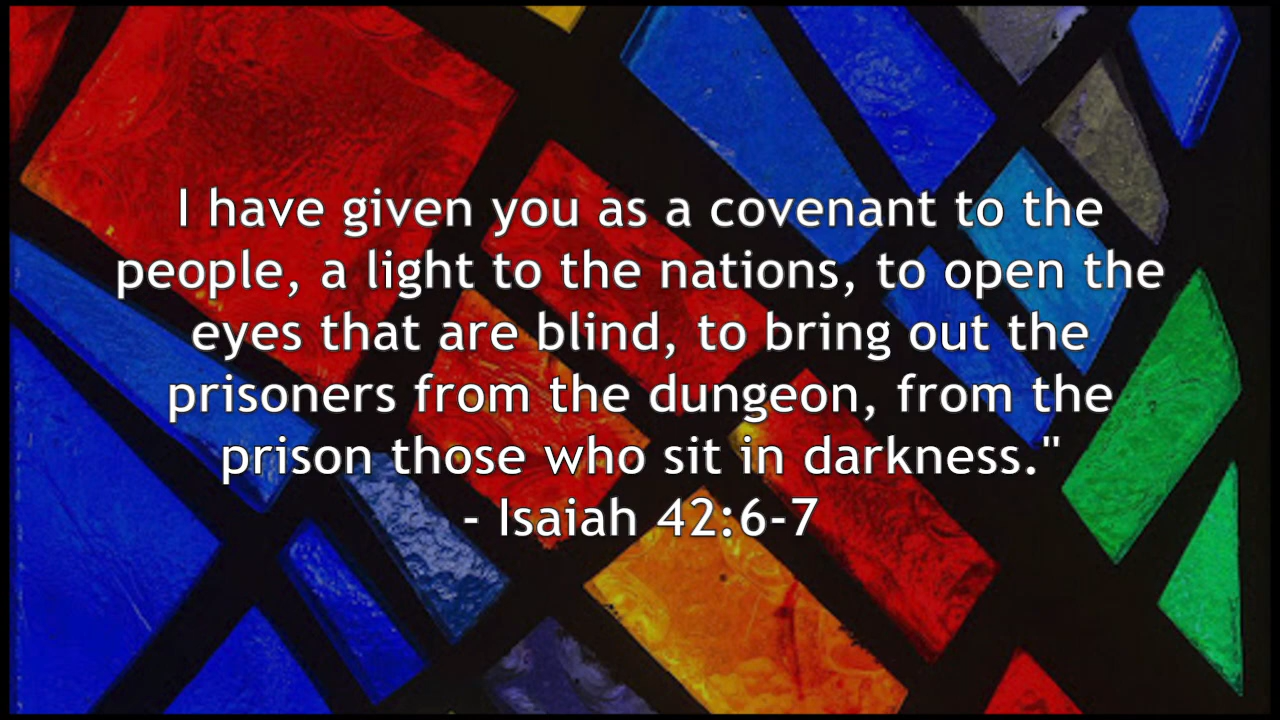 I have given you as a covenant to the
people, a light to the nations, to open the
eyes that are blind, to bring out the
prisoners from the dungeon, from the
prison those who sit in darkness."
- Isaiah 42:6-7